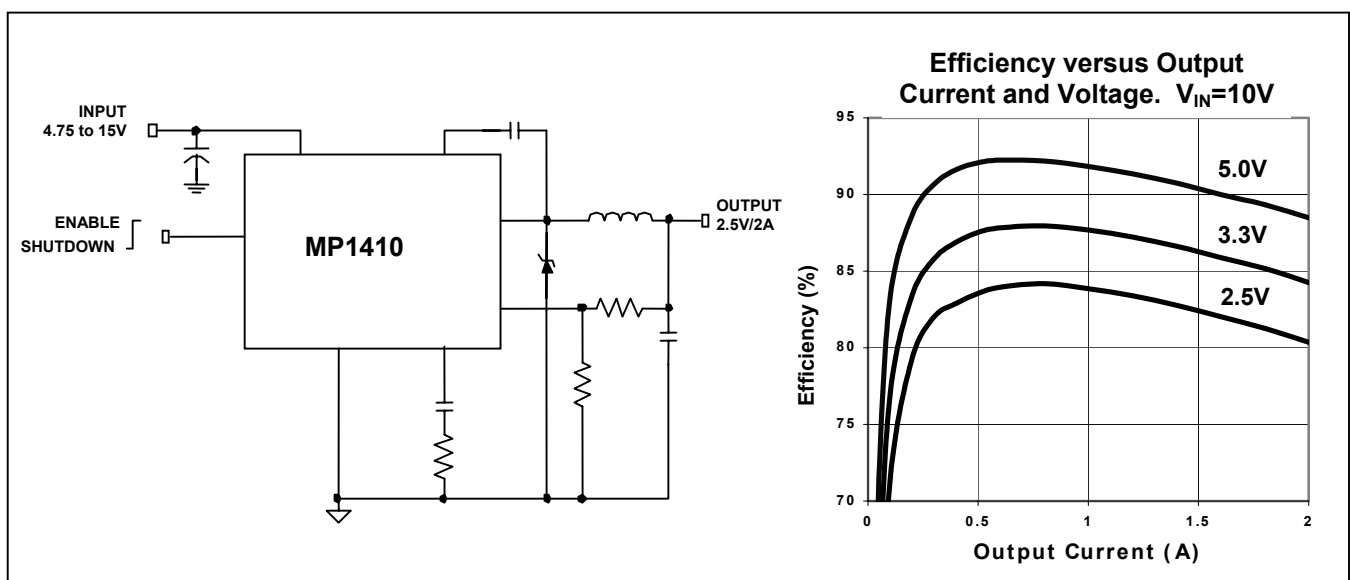 INPUT
4.75 to 15V
ENABLE
SHUTDOWN
MP1410
OUTPUT
2.5V/2A
Efficiency versus Output
Current and Voltage. VIN=10V
95
90
85
80
75
70
Efficiency (%)
5.0V
3.3V
2.5V
0
0.5
1
1.5
2
Output Current (A)